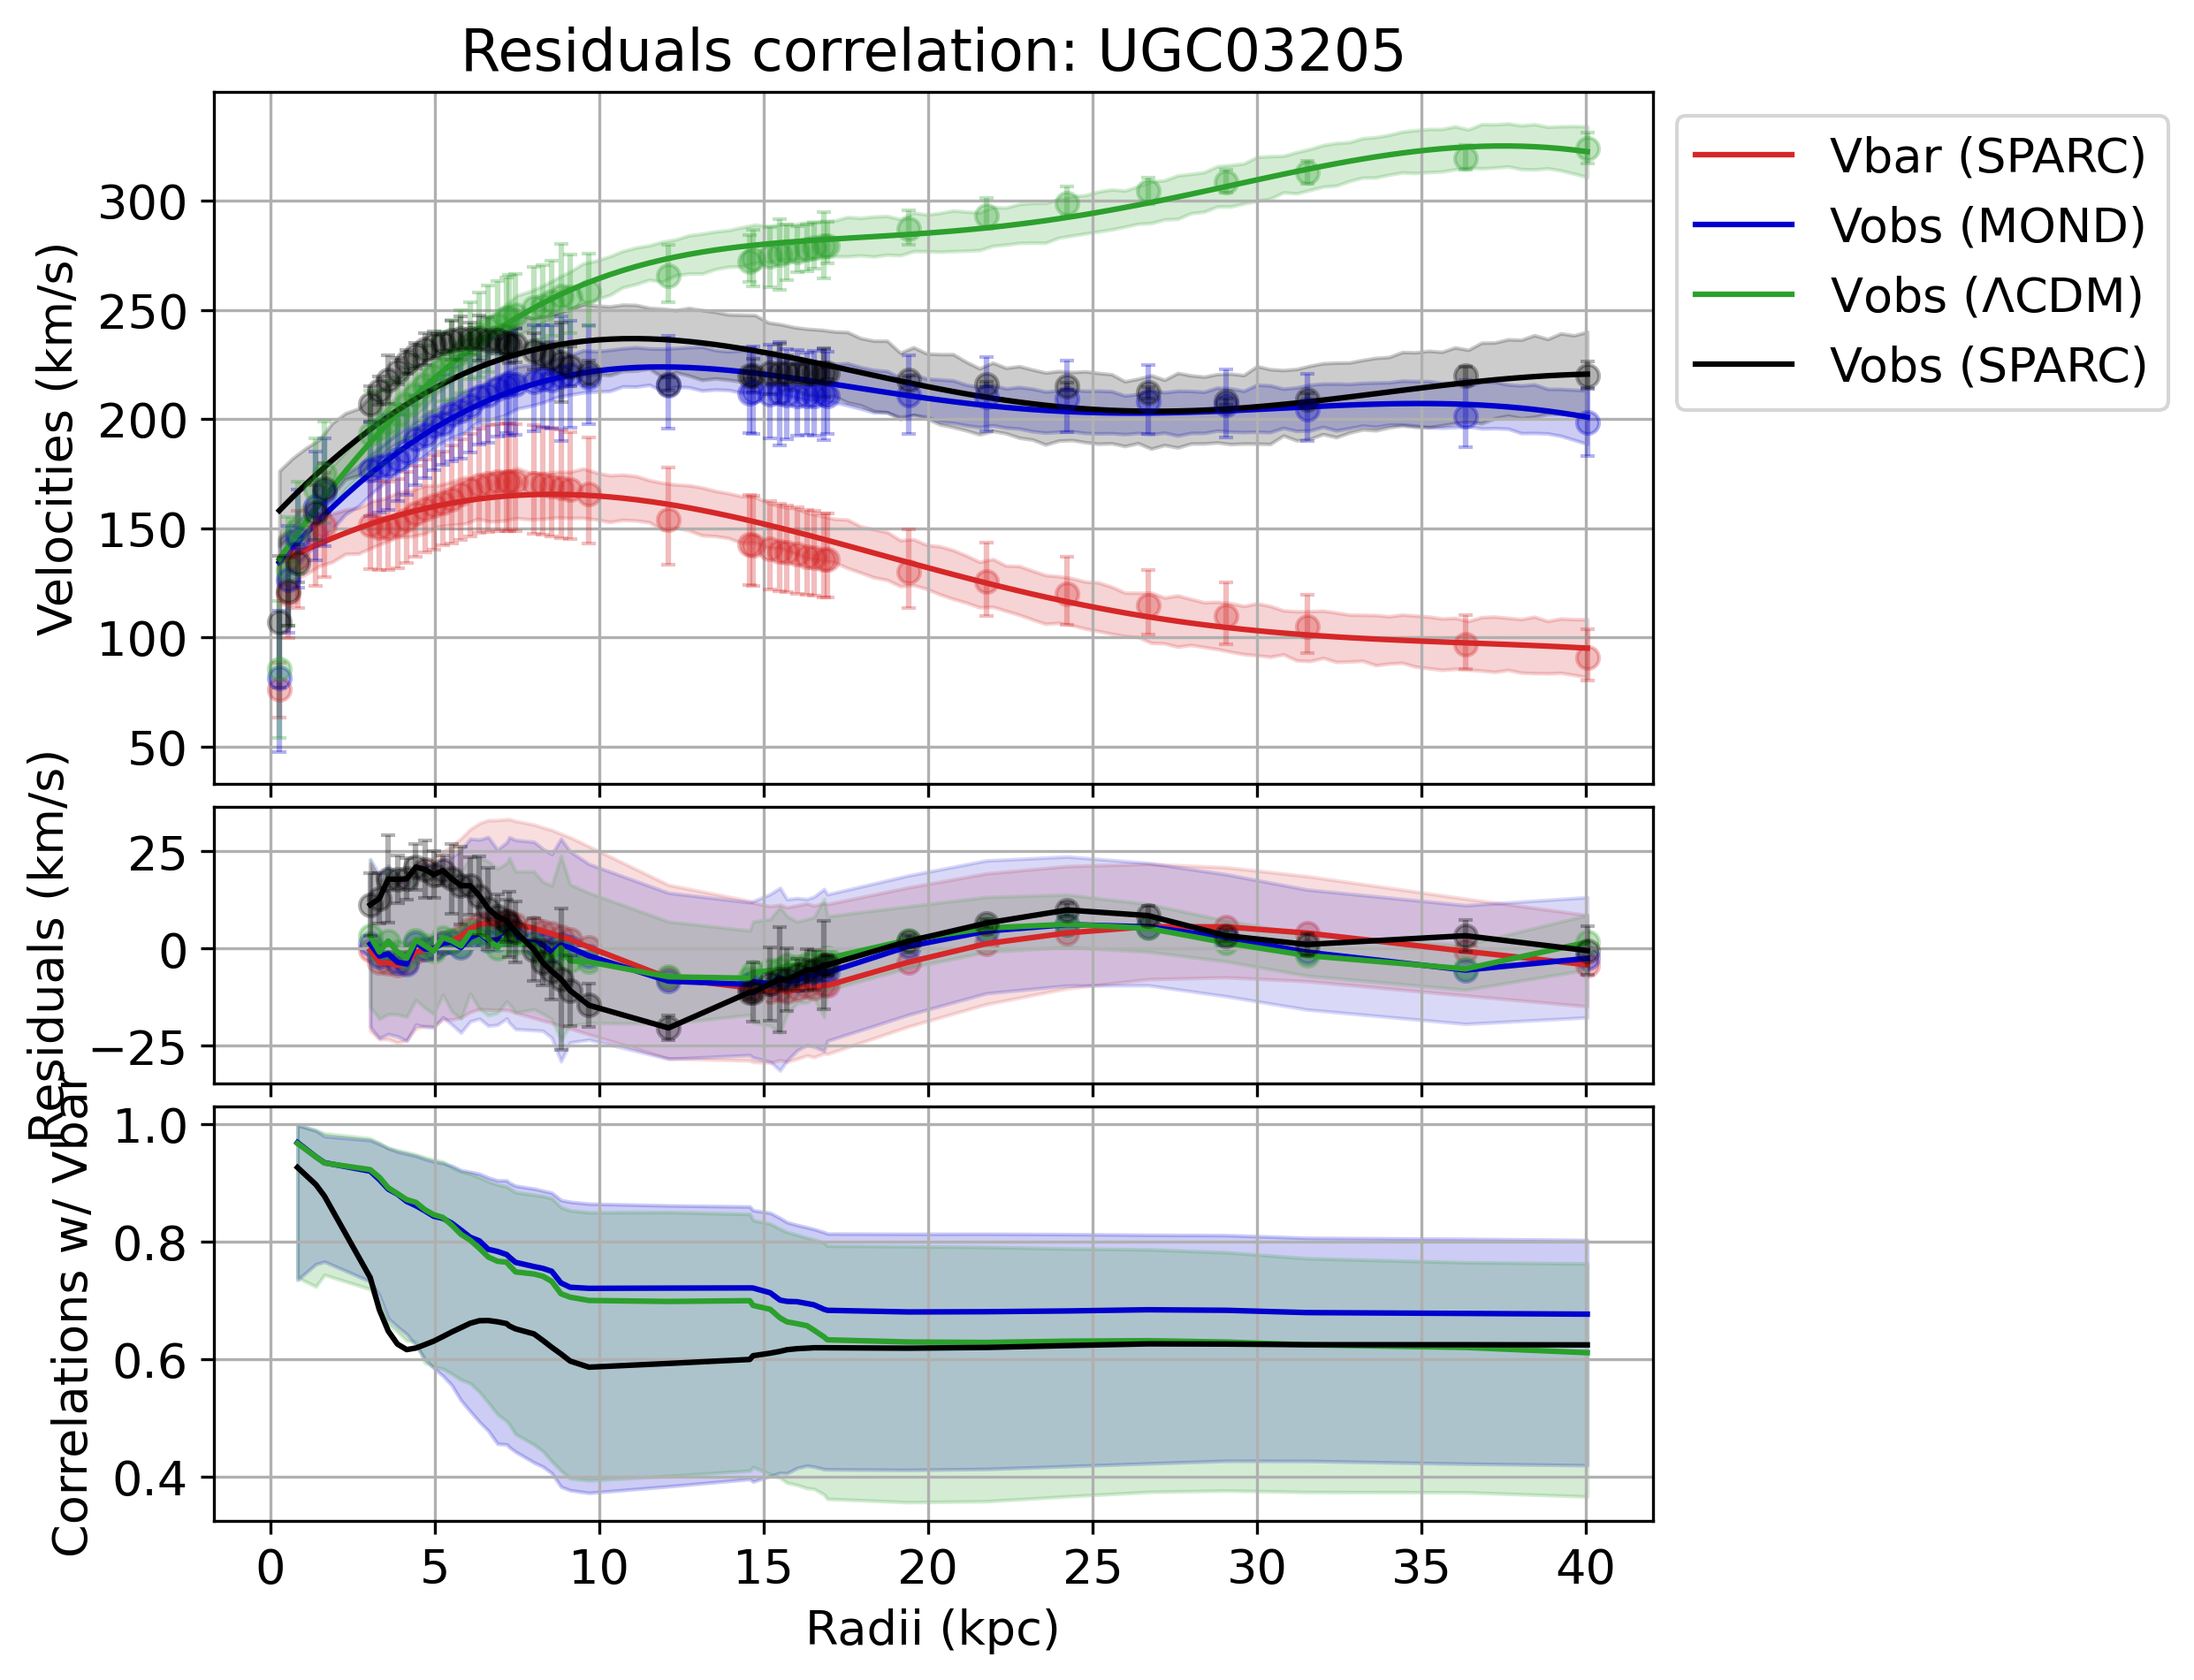 Residuals correlation: UGC03205
Velocities (km/s)
300
250
200
150
100
50
Vbar (SPARC)
Vobs (MOND)
Vobs (ΛCDM)
Vobs (SPARC)
Residuals (km/s)
25
0
−25
Correlations w/ Vbar
1.0
0.8
0.6
0.4
0 5 10 15 20 25 30 35 40
Radii (kpc)